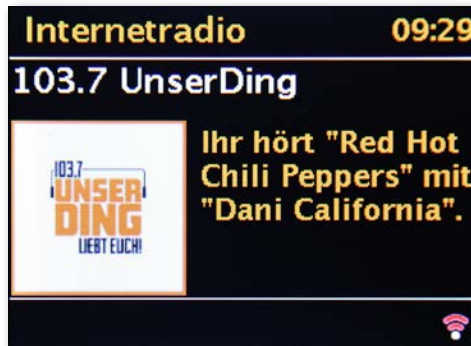 Internetradio 09:29
103.7 UnserDing
103.7
UNSER
DING
LIEBT EUCH!
Ihr hört "Red Hot
Chili Peppers" mit
"Dani California".